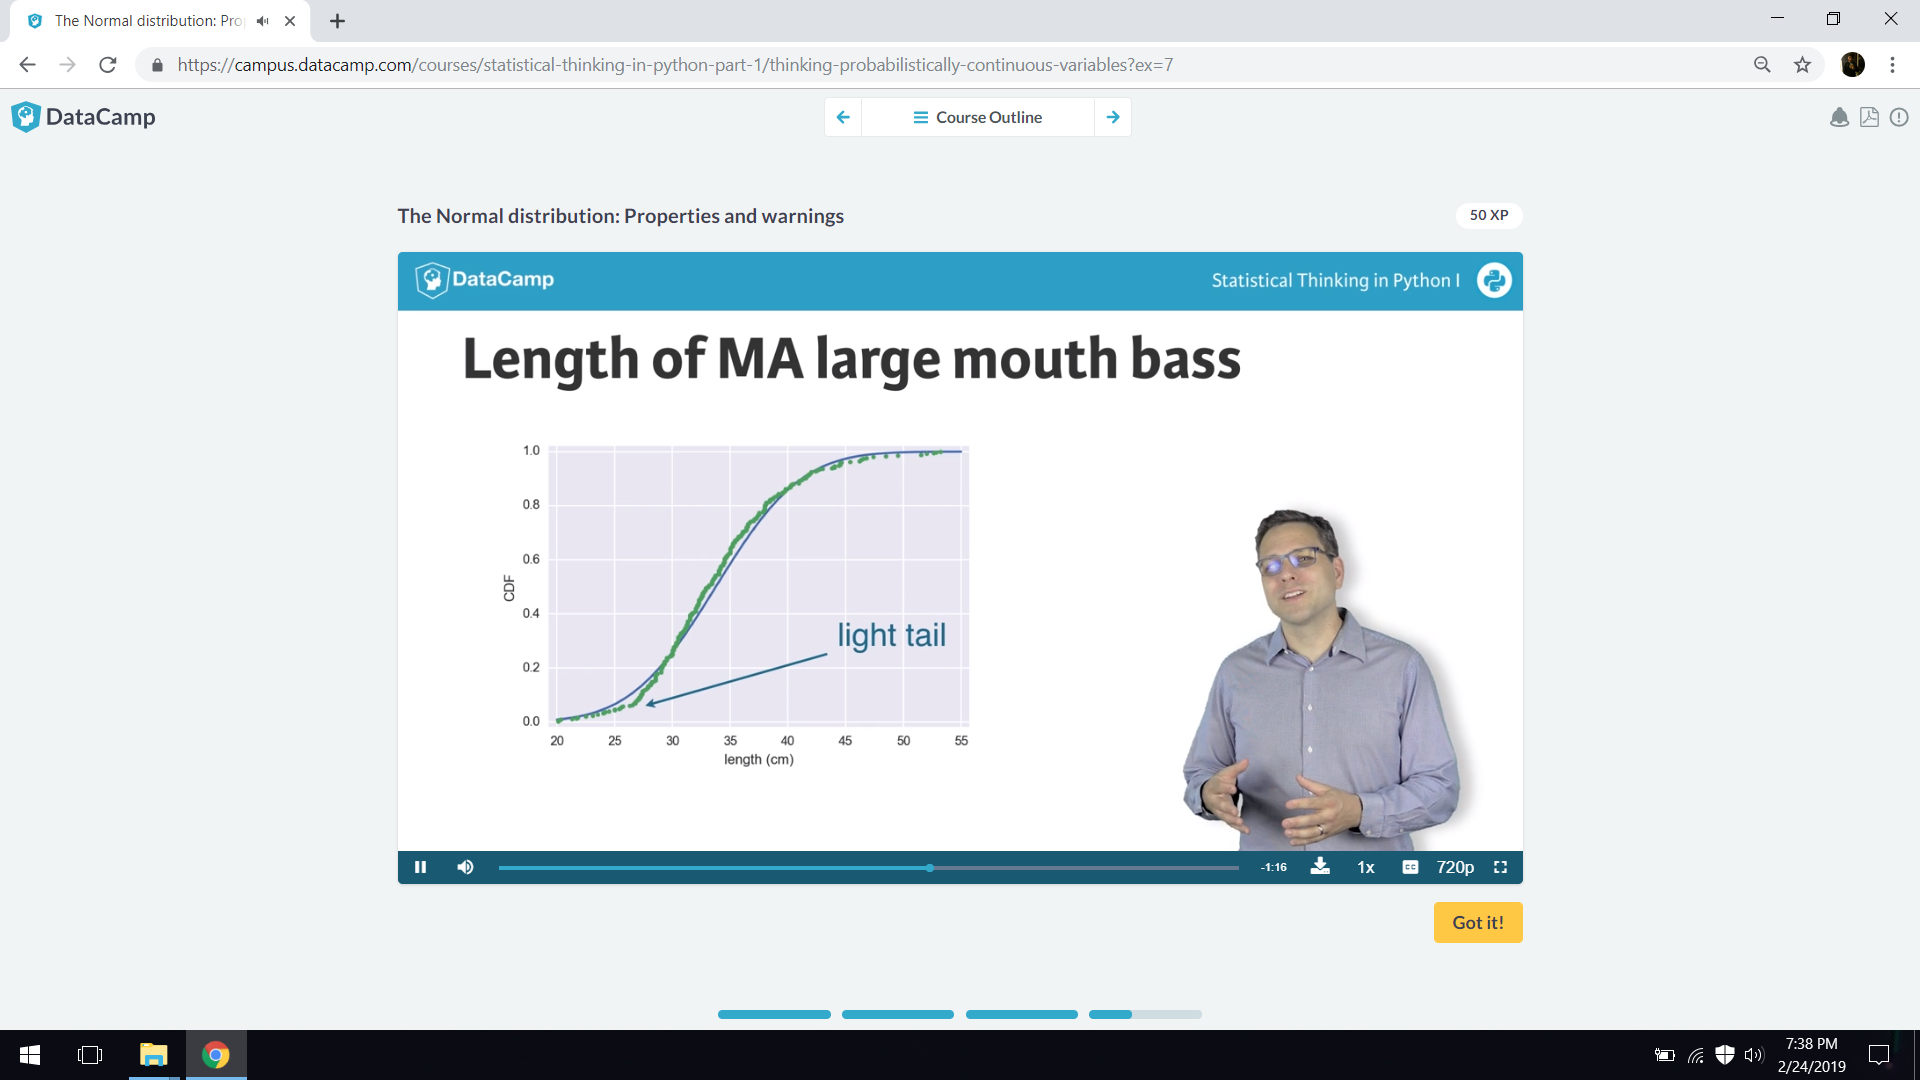 The Normal distribution: Pro
https://campus.datacamp.com/courses/statistical-thinking-in-python-part-1/thinking-probabilistically-continuous-variables?ex=7
DataCamp
Course Outline
The Normal distribution: Properties and warnings
50 XP
DataCamp
Statistical Thinking in Python I
Length of MA large mouth bass
1.0
0.8
0.6
0.4
0.2
0.0
CDF
light tail
20 25 30 35 40 45 50 55
length (cm)
-1:16
1x
CC
720p
Got it!
7:38 PM
2/24/2019